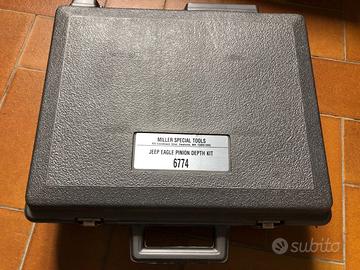 MILLER SPECIAL TOOLS
JEEP EAGLE PINION DEPTH KIT
6774
subito